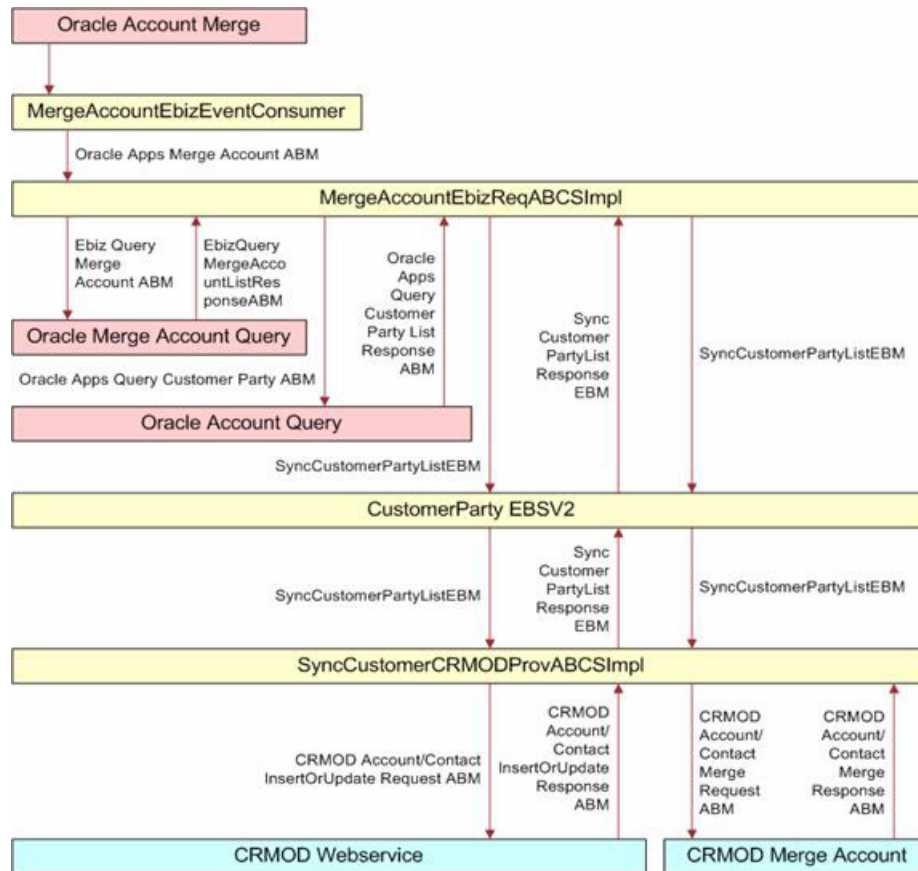 Oracle Account Merge
MergeAccountEbizEventConsumer
Oracle Apps Merge Account ABM
MergeAccountEbizReqABCSImpl
Ebiz Query
Merge
Account ABM
EbizQuery
MergeAcco
untListRes
ponseABM
Oracle
Apps
Query
Customer
Party List
Response
ABM
Sync
Customer
PartyList
Response
EBM
SyncCustomerPartyListEBM
Oracle Merge Account Query
Oracle Apps Query Customer Party ABM
Oracle Account Query
SyncCustomerPartyListEBM
CustomerParty EBSV2
SyncCustomerPartyListEBM
Sync
Customer
PartyList
Response
EBM
SyncCustomerPartyListEBM
SyncCustomerCRMODProvABCSImpl
CRMOD Account/Contact
InsertOrUpdate Request ABM
CRMOD
Account/
Contact
InsertOrUpdate
Response
ABM
CRMOD
Account/
Contact
Merge
Request
ABM
CRMOD
Account/
Contact
Merge
Response
ABM
CRMOD Webservice
CRMOD Merge Account